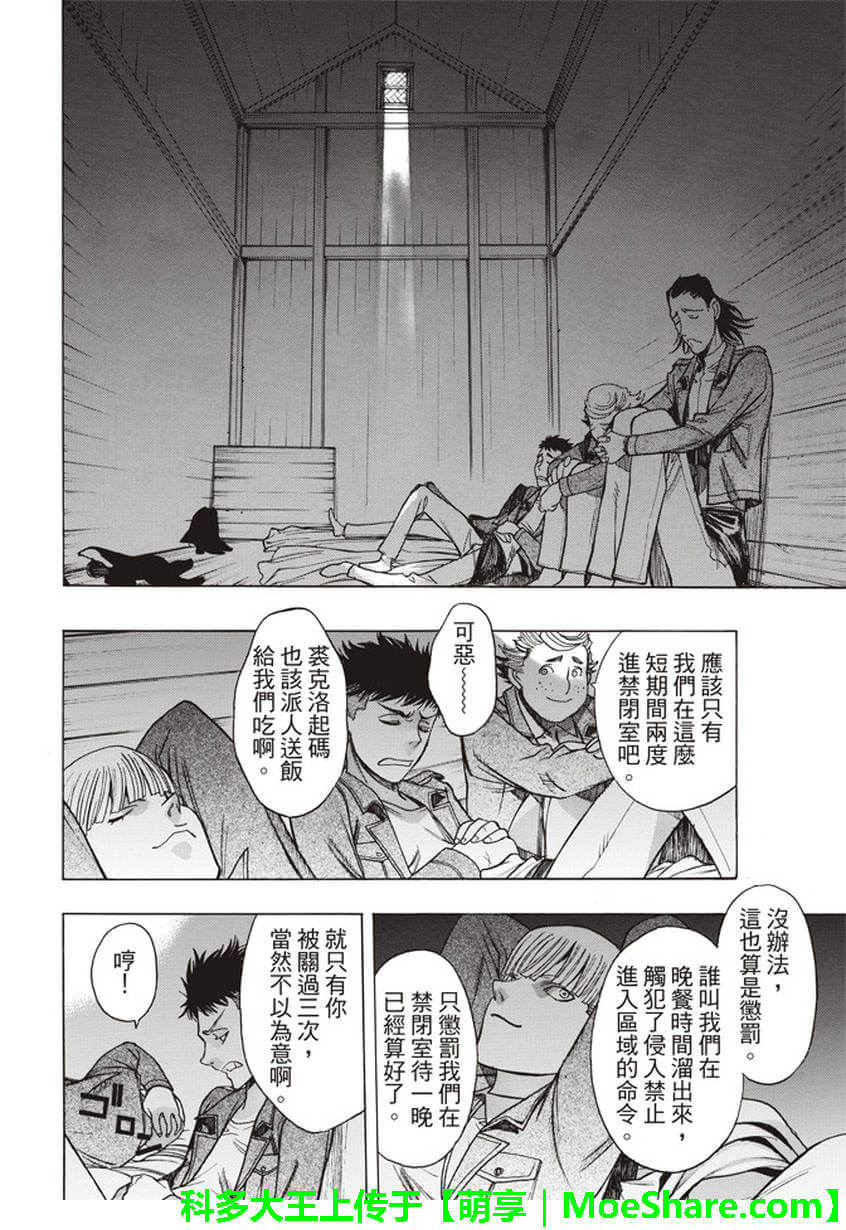 應該只有
我們在這麼
短期間兩度
進禁閉室吧。
可惡~~~
裘克洛起碼
也該派人送飯
給我們吃啊。
沒辦法，
這也算是懲罰。
誰叫我們在
晚餐時間溜出來，
觸犯了侵入禁止
進入區域的命令。
只懲罰我們在
禁閉室待一晚
已經算好了。
就只有你
被關過三次，
當然不以為意啊。
哼！
ゴロ
科多大王上传于【萌享|MoeShare.com】